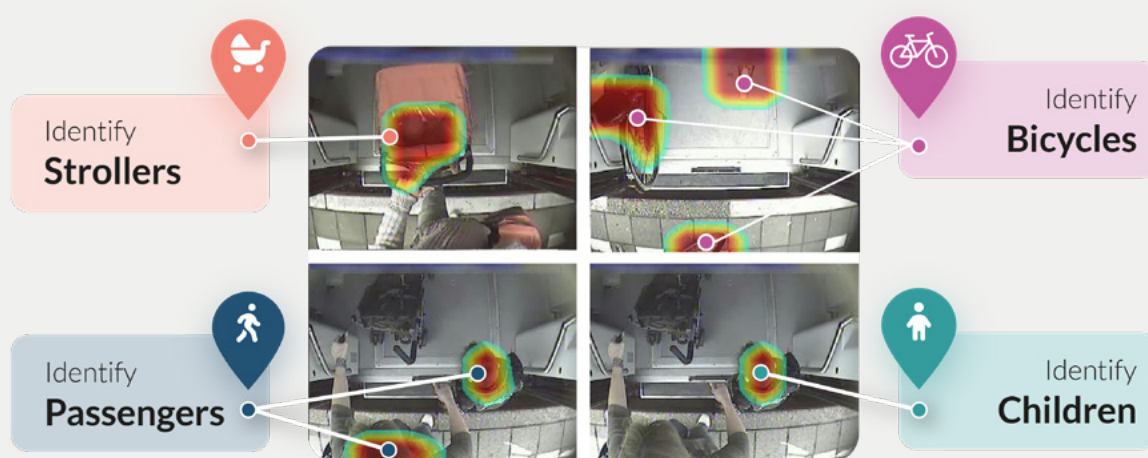 Identify
Strollers
Identify
Bicycles
Identify
Passengers
Identify
Children